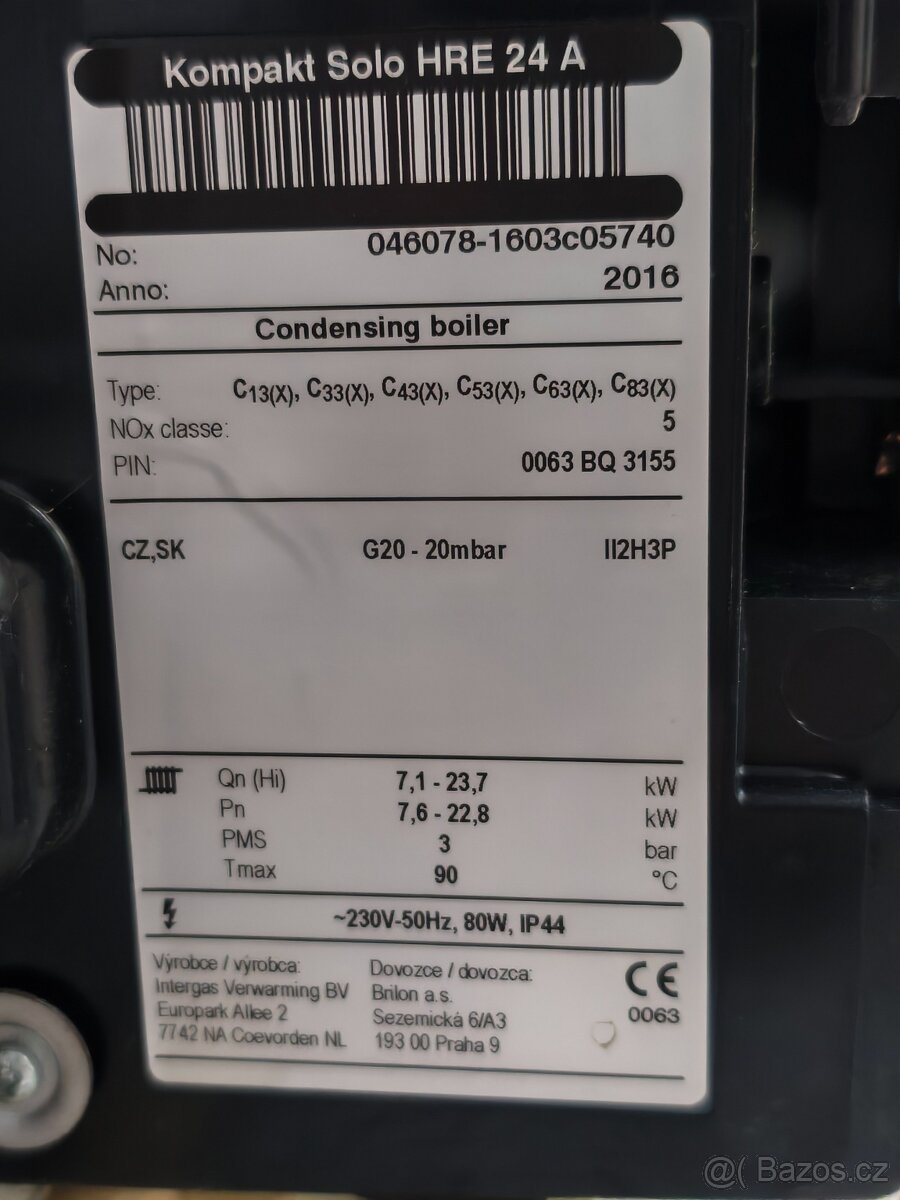 Kompakt Solo HRE 24 A
No: 046078-1603c05740
Anno: 2016
Condensing boiler
Type: C13(X), C33(X), C43(X), C53(X), C63(X), C83(X)
NOx classe: 5
PIN: 0063 BQ 3155
CZ,SK G20 - 20mbar II2H3P
Qn (Hi) 7,1 - 23,7 kW
Pn 7,6 - 22,8 kW
PMS 3 bar
Tmax 90 °C
~230V-50Hz, 80W, IP44
Výrobce / výrobca:
Intergas Verwarming BV
Europark Allee 2
7742 NA Coevorden NL
Dovozce / dovozca:
Brilon a.s.
Sezemická 6/A3
193 00 Praha 9
CE
0063
@( Bazos.cz